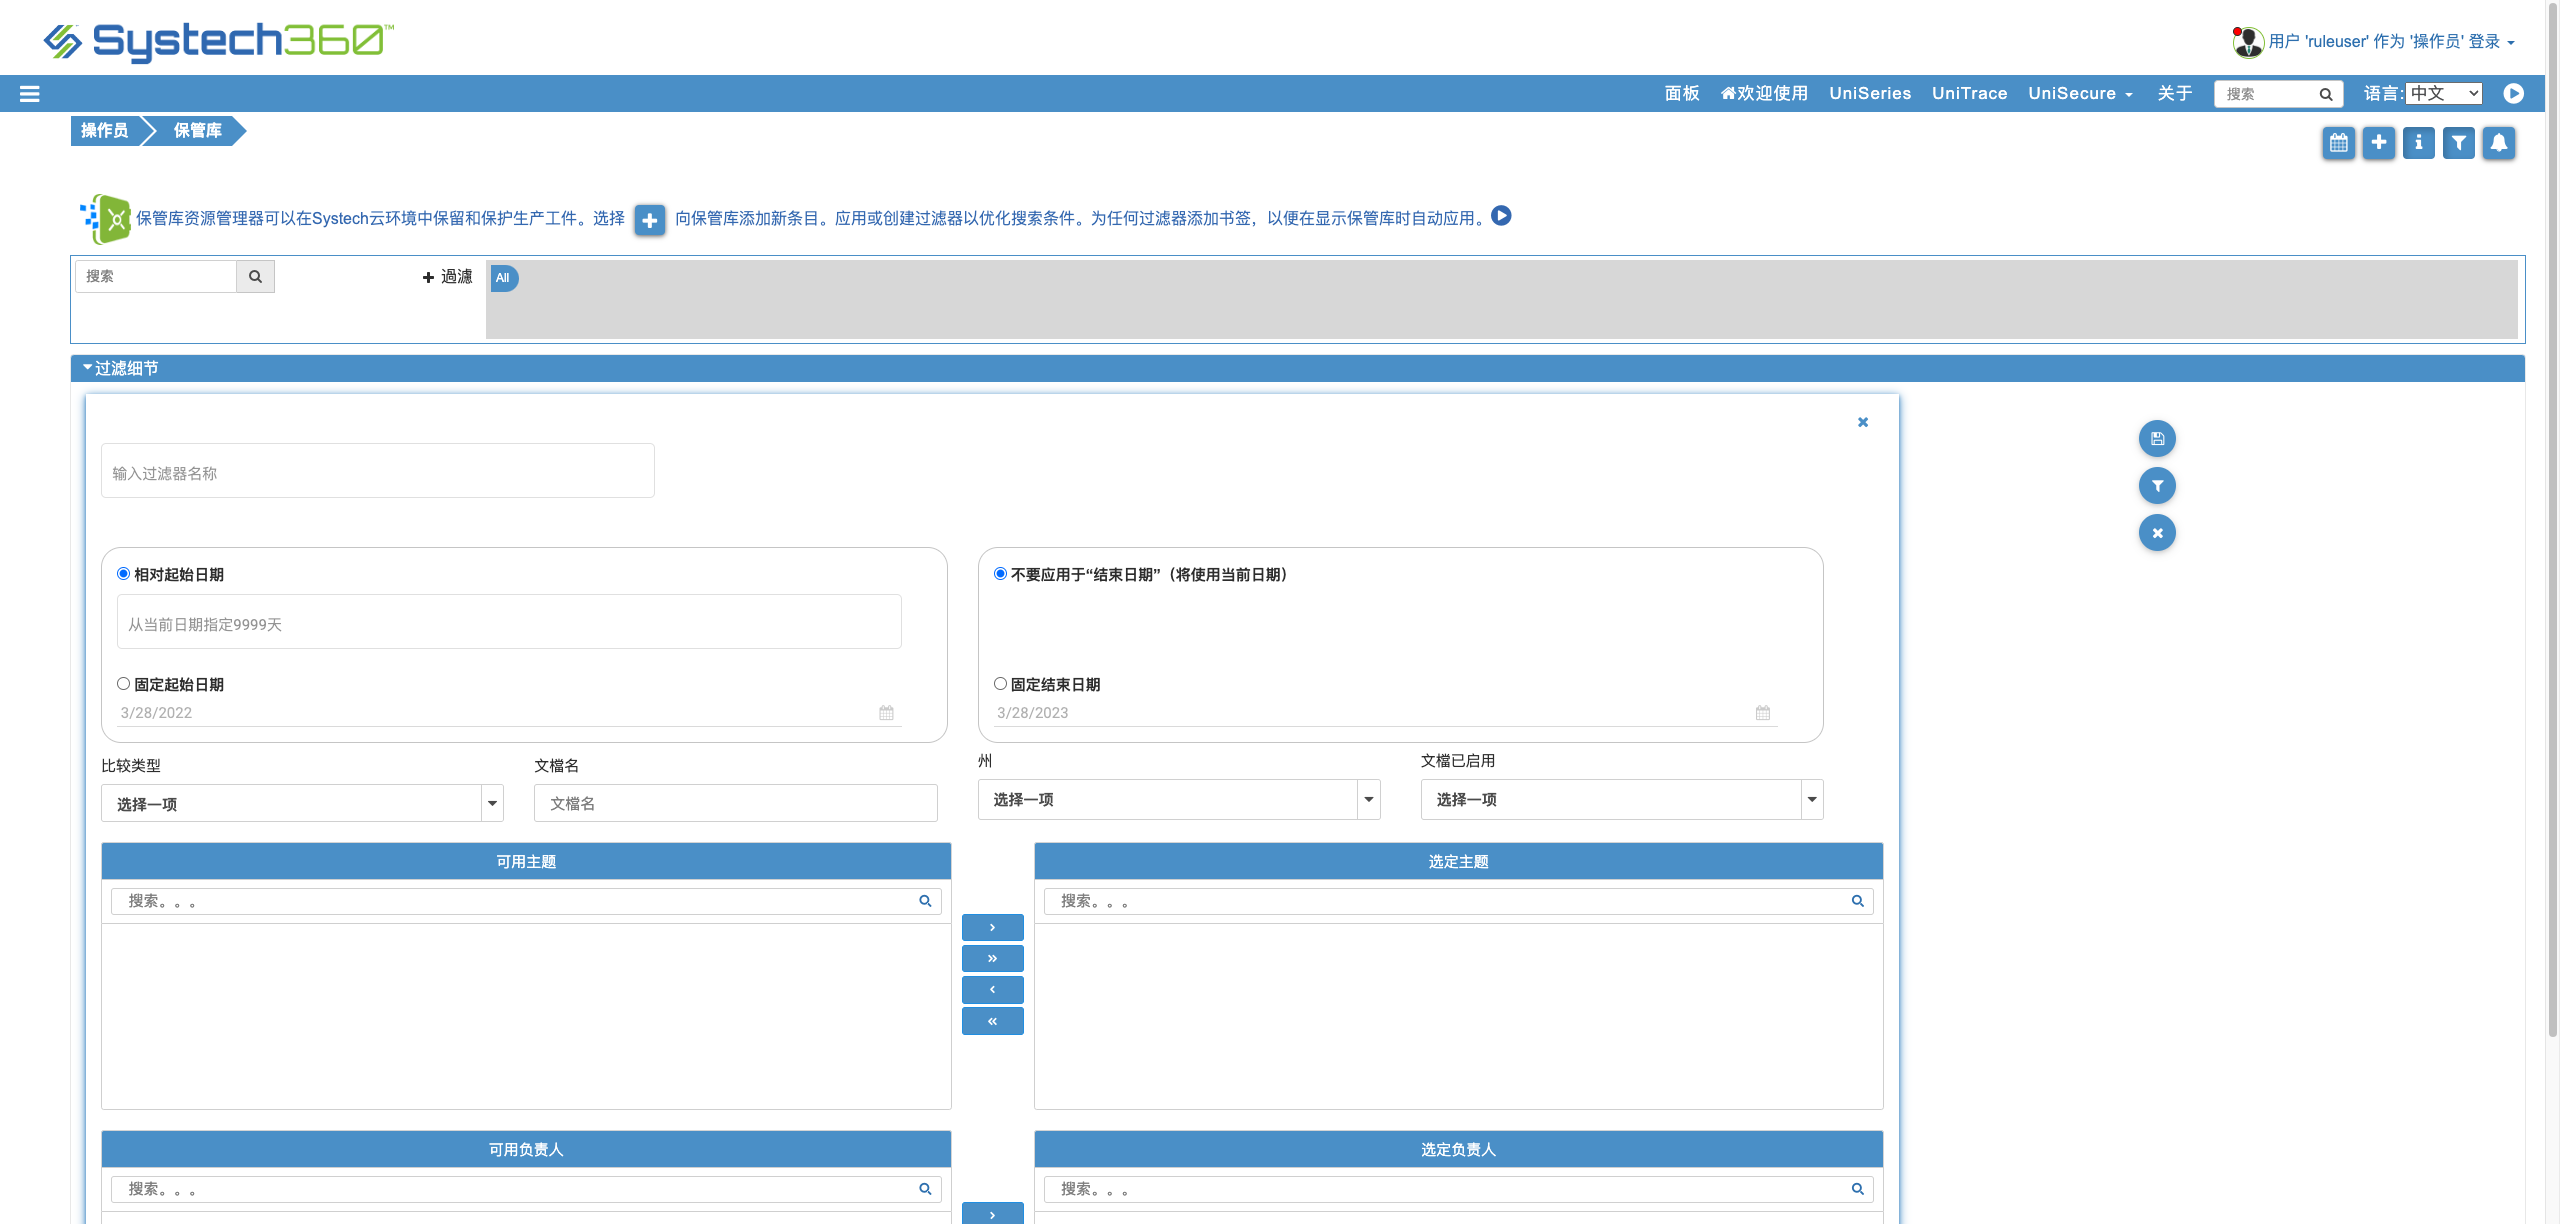 Systech360™
用户 'ruleuser' 作为 '操作员' 登录
面板 欢迎使用 UniSeries UniTrace UniSecure 关于 搜索 语言: 中文
操作员 保管库
保管库资源管理器可以在Systech云环境中保留和保护生产工件。选择 向保管库添加新条目。应用或创建过滤器以优化搜索条件。为任何过滤器添加书签，以便在显示保管库时自动应用。
搜索 过濾 All
过滤细节
输入过滤器名称
相对起始日期 不要应用于“结束日期”（将使用当前日期）
从当前日期指定9999天
固定起始日期 固定结束日期
3/28/2022 3/28/2023
比较类型 文檔名 州 文檔已启用
选择一项 文檔名 选择一项 选择一项
可用主题 选定主题
搜索。。。 搜索。。。
可用负责人 选定负责人
搜索。。。 搜索。。。